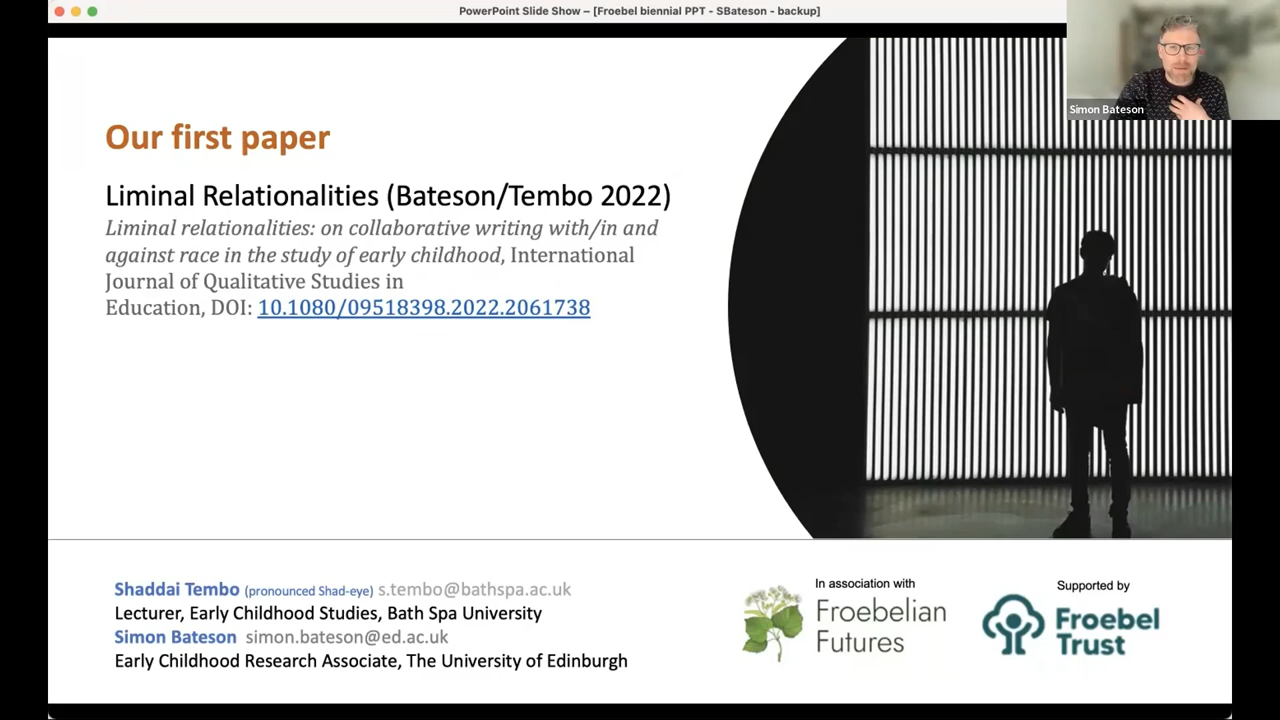 PowerPoint Slide Show – [Froebel biennial PPT - SBateson - backup]
Simon Bateson
Our first paper
Liminal Relationalities (Bateson/Tembo 2022)
Liminal relationalities: on collaborative writing with/in and
against race in the study of early childhood, International
Journal of Qualitative Studies in
Education, DOI: 10.1080/09518398.2022.2061738
Shaddai Tembo (pronounced Shad-eye) s.tembo@bathspa.ac.uk
Lecturer, Early Childhood Studies, Bath Spa University
Simon Bateson simon.bateson@ed.ac.uk
Early Childhood Research Associate, The University of Edinburgh
In association with
Froebelian
Futures
Supported by
Froebel
Trust